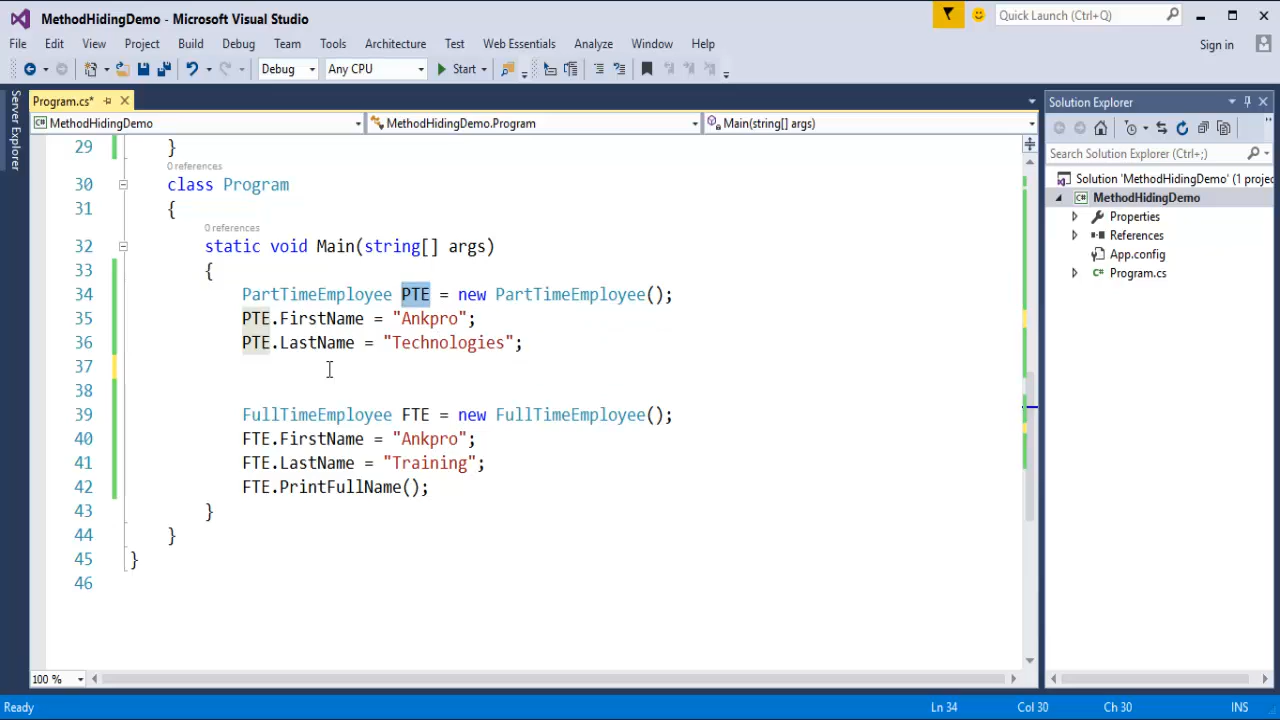 MethodHidingDemo - Microsoft Visual Studio
Quick Launch (Ctrl+Q)
File Edit View Project Build Debug Team Tools Architecture Test Web Essentials Analyze Window Help
Sign in
Debug Any CPU Start
Server Explorer
Program.cs*
MethodHidingDemo MethodHidingDemo.Program Main(string[] args)
29 }
0 references
30 class Program
31 {
0 references
32 static void Main(string[] args)
33 {
34 PartTimeEmployee PTE = new PartTimeEmployee();
35 PTE.FirstName = "Ankpro";
36 PTE.LastName = "Technologies";
37
38
39 FullTimeEmployee FTE = new FullTimeEmployee();
40 FTE.FirstName = "Ankpro";
41 FTE.LastName = "Training";
42 FTE.PrintFullName();
43 }
44 }
45 }
46
100 %
Solution Explorer
Search Solution Explorer (Ctrl+;)
Solution 'MethodHidingDemo' (1 projec
MethodHidingDemo
Properties
References
App.config
Program.cs
Ready Ln 34 Col 30 Ch 30 INS